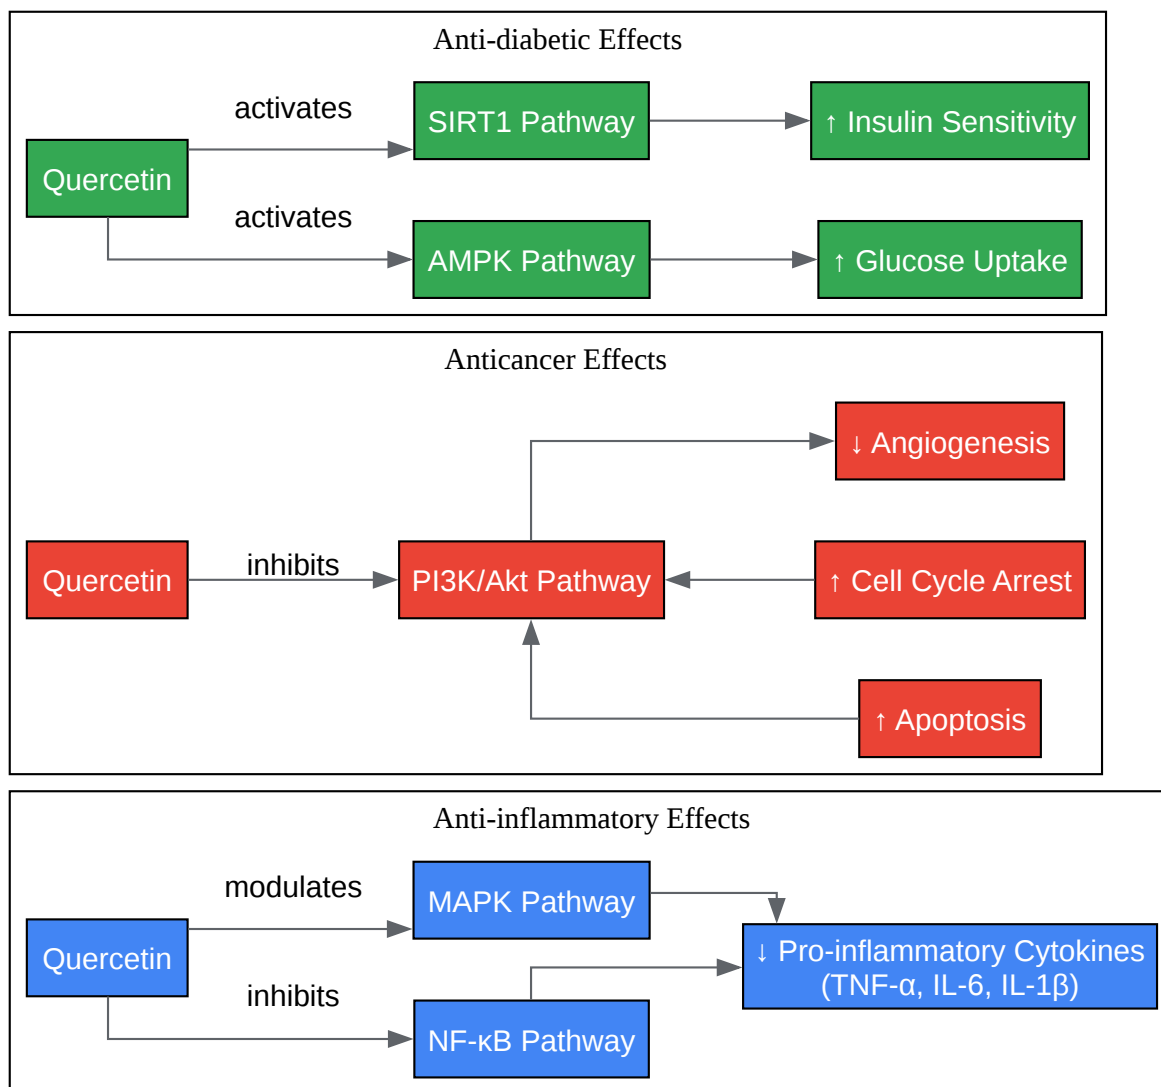 Anti-diabetic Effects
activates
SIRT1 Pathway
↑ Insulin Sensitivity
Quercetin
activates
AMPK Pathway
↑ Glucose Uptake
Anticancer Effects
↓ Angiogenesis
Quercetin
inhibits
PI3K/Akt Pathway
↑ Cell Cycle Arrest
↑ Apoptosis
Anti-inflammatory Effects
modulates
MAPK Pathway
Quercetin
↓ Pro-inflammatory Cytokines
(TNF-α, IL-6, IL-1β)
inhibits
NF-κB Pathway